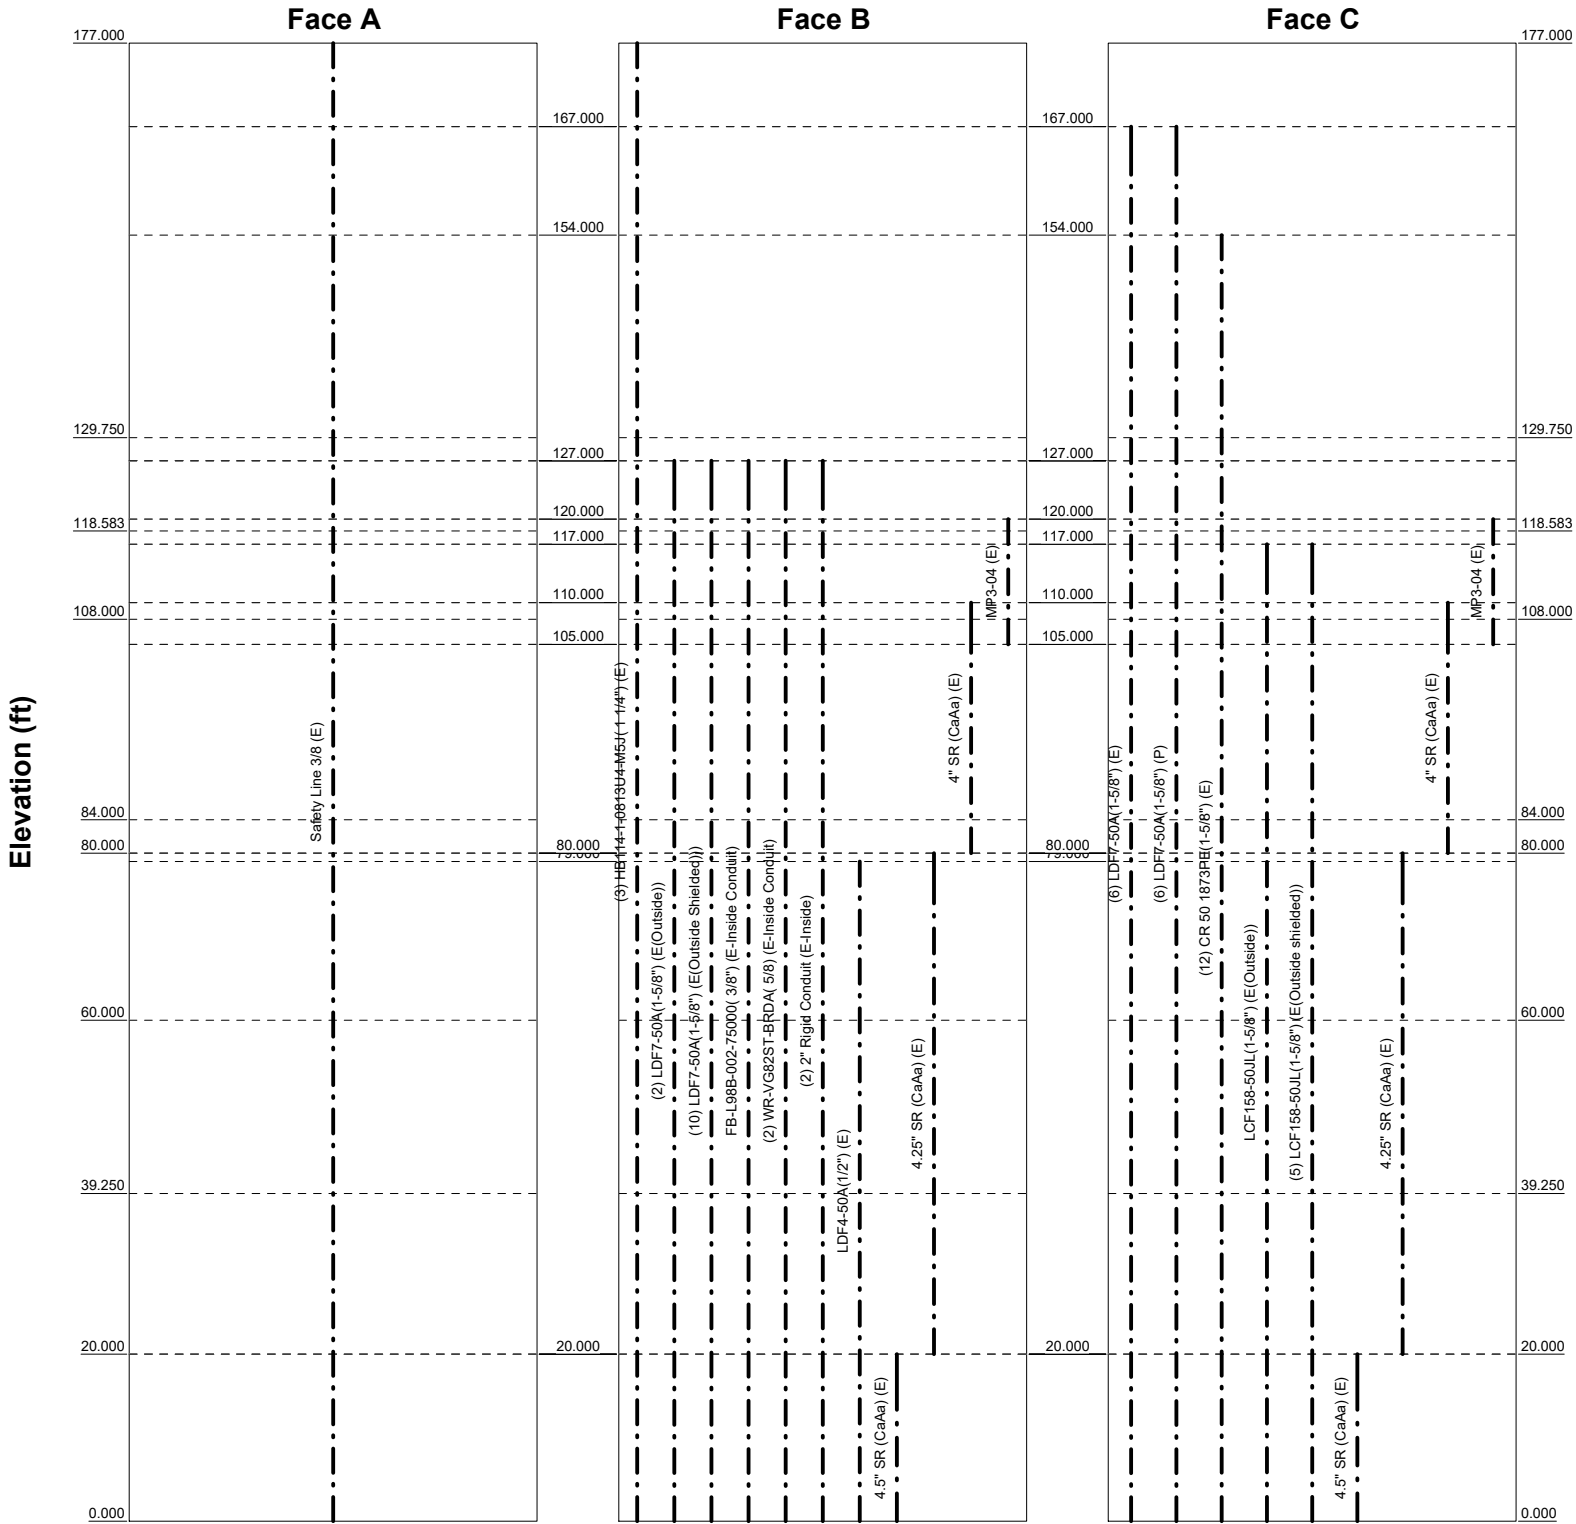 Face A
Face B
Face C
Elevation (ft)
177.000
129.750
118.583
108.000
84.000
80.000
60.000
39.250
20.000
0.000
Safety Line 3/8 (E)
167.000
154.000
127.000
120.000
117.000
110.000
105.000
80.000
79.000
20.000
(3) HB114-1-0813U4-M5J( 1 1/4") (E)
(2) LDF7-50A(1-5/8") (E(Outside))
(10) LDF7-50A(1-5/8") (E(Outside Shielded)))
FB-L98B-002-75000( 3/8") (E-Inside Conduit)
(2) WR-VG82ST-BRDA( 5/8) (E-Inside Conduit)
(2) 2" Rigid Conduit (E-Inside)
LDF4-50A(1/2") (E)
4.5" SR (CaAa) (E)
4.25" SR (CaAa) (E)
4" SR (CaAa) (E)
MP3-04 (E)
167.000
154.000
127.000
120.000
117.000
110.000
105.000
80.000
79.000
20.000
(6) LDF7-50A(1-5/8") (E)
(6) LDF7-50A(1-5/8") (P)
(12) CR 50 1873PE(1-5/8") (E)
LCF158-50JL(1-5/8") (E(Outside))
(5) LCF158-50JL(1-5/8") (E(Outside shielded))
4.5" SR (CaAa) (E)
4.25" SR (CaAa) (E)
4" SR (CaAa) (E)
MP3-04 (E)
177.000
129.750
118.583
108.000
84.000
80.000
60.000
39.250
20.000
0.000